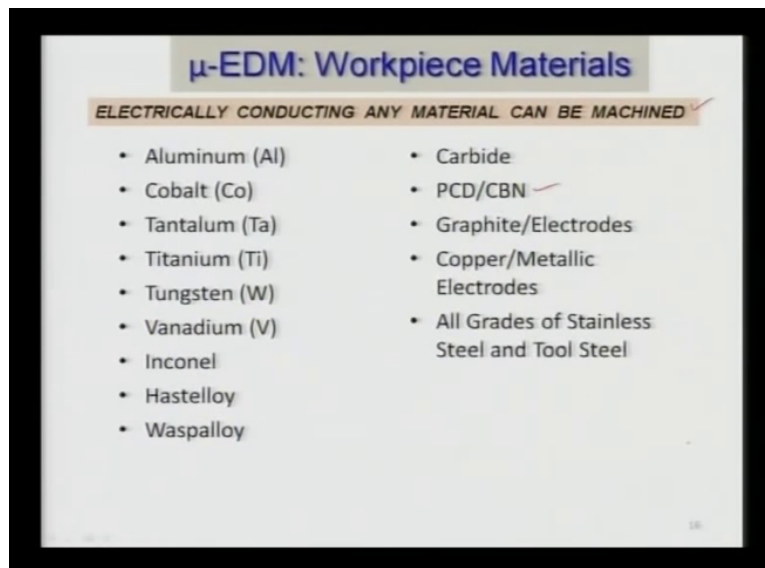 μ-EDM: Workpiece Materials
ELECTRICALLY CONDUCTING ANY MATERIAL CAN BE MACHINED
• Aluminum (Al)
• Cobalt (Co)
• Tantalum (Ta)
• Titanium (Ti)
• Tungsten (W)
• Vanadium (V)
• Inconel
• Hastelloy
• Waspalloy
• Carbide
• PCD/CBN
• Graphite/Electrodes
• Copper/Metallic
Electrodes
• All Grades of Stainless
Steel and Tool Steel